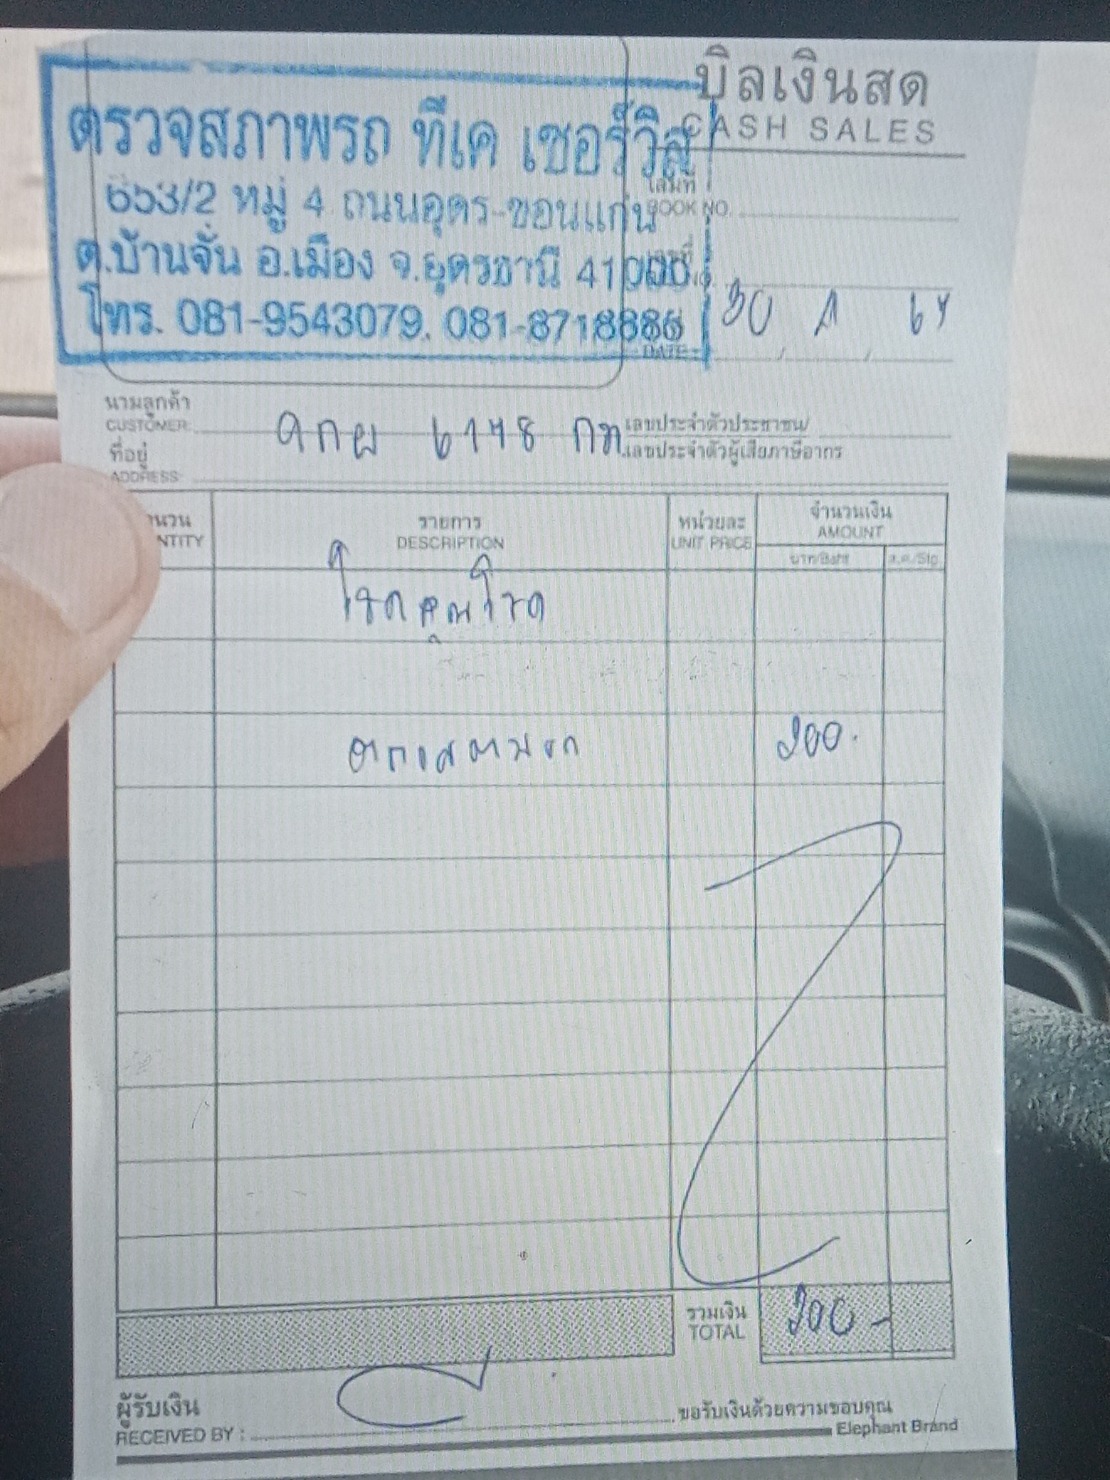 บิลเงินสด
CASH SALES
ตรวจสภาพรถ ทีเค เซอร์วิส
653/2 หมู่ 4 ถนนอุดร-ขอนแก่น
ต.บ้านจั่น อ.เมือง จ.อุดรธานี 41000
โทร. 081-9543079, 081-8718886
เล่มที่
BOOK NO.
DATE
30
นามลูกค้า
CUSTOMER
เลขประจำตัวประชาชน/
เลขประจำตัวผู้เสียภาษีอากร
ที่อยู่
ADDRESS
รายการ
DESCRIPTION
หน่วยละ
UNIT PRICE
จำนวนเงิน
AMOUNT
บาท/Baht
ส.ต./Stg.
200.
รวมเงิน
TOTAL
200-
ผู้รับเงิน
RECEIVED BY :
ขอรับเงินด้วยความขอบคุณ
Elephant Brand